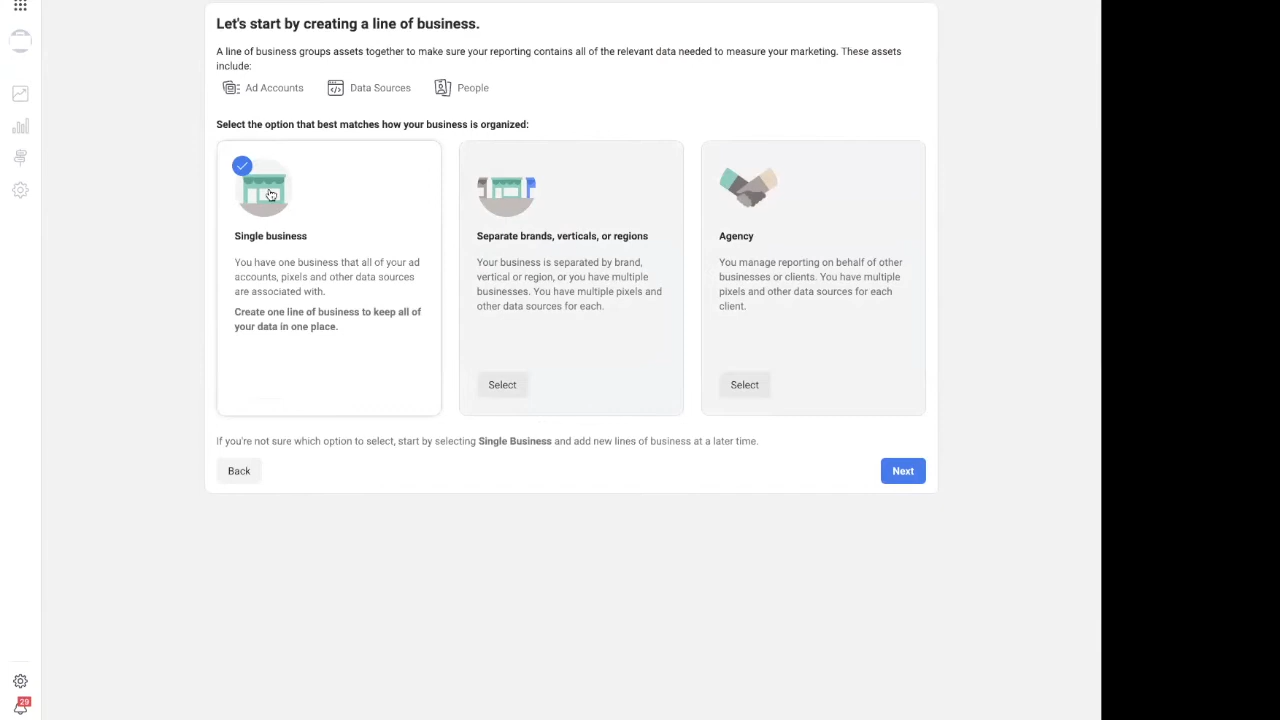 Let's start by creating a line of business.
A line of business groups assets together to make sure your reporting contains all of the relevant data needed to measure your marketing. These assets
include:
Ad Accounts
Data Sources
People
Select the option that best matches how your business is organized:
Single business
You have one business that all of your ad
accounts, pixels and other data sources
are associated with.
Create one line of business to keep all of
your data in one place.
Separate brands, verticals, or regions
Your business is separated by brand,
vertical or region, or you have multiple
businesses. You have multiple pixels and
other data sources for each.
Select
Agency
You manage reporting on behalf of other
businesses or clients. You have multiple
pixels and other data sources for each
client.
Select
If you're not sure which option to select, start by selecting Single Business and add new lines of business at a later time.
Back
Next
29